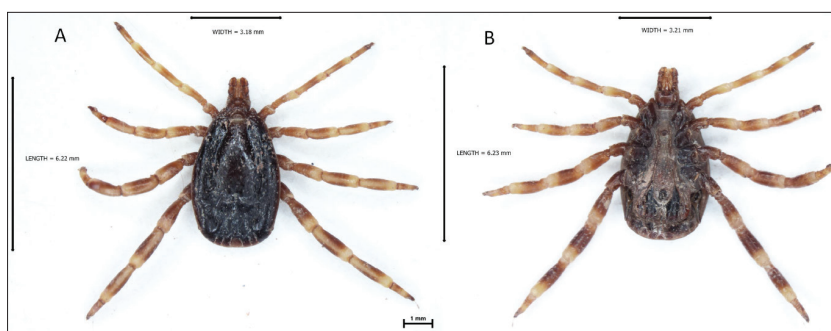 A
WIDTH = 3.18 mm
LENGTH = 6.22 mm
1 mm
B
WIDTH = 3.21 mm
LENGTH = 6.23 mm